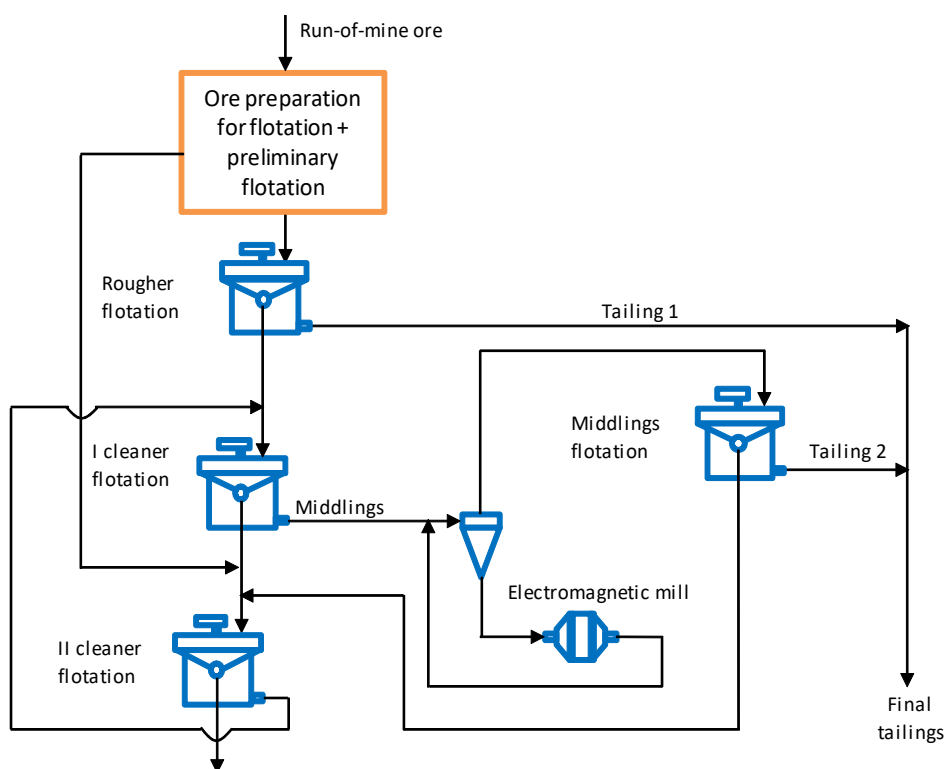 Run-of-mine ore
Ore preparation
for flotation +
preliminary
flotation
Rougher
flotation
Tailing 1
I cleaner
flotation
Middlings
flotation
Tailing 2
Middlings
Electromagnetic mill
II cleaner
flotation
Final
tailings